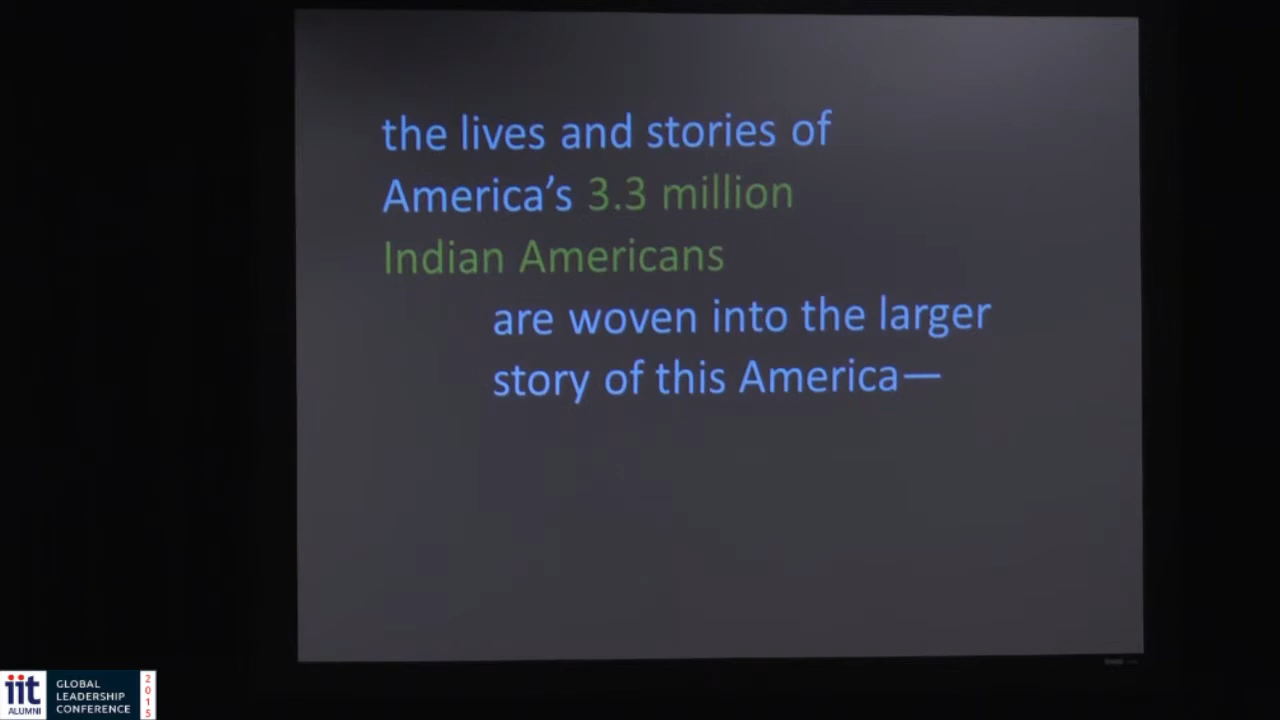 the lives and stories of
America's 3.3 million
Indian Americans
are woven into the larger
story of this America—
iit
ALUMNI
GLOBAL
LEADERSHIP
CONFERENCE
2015